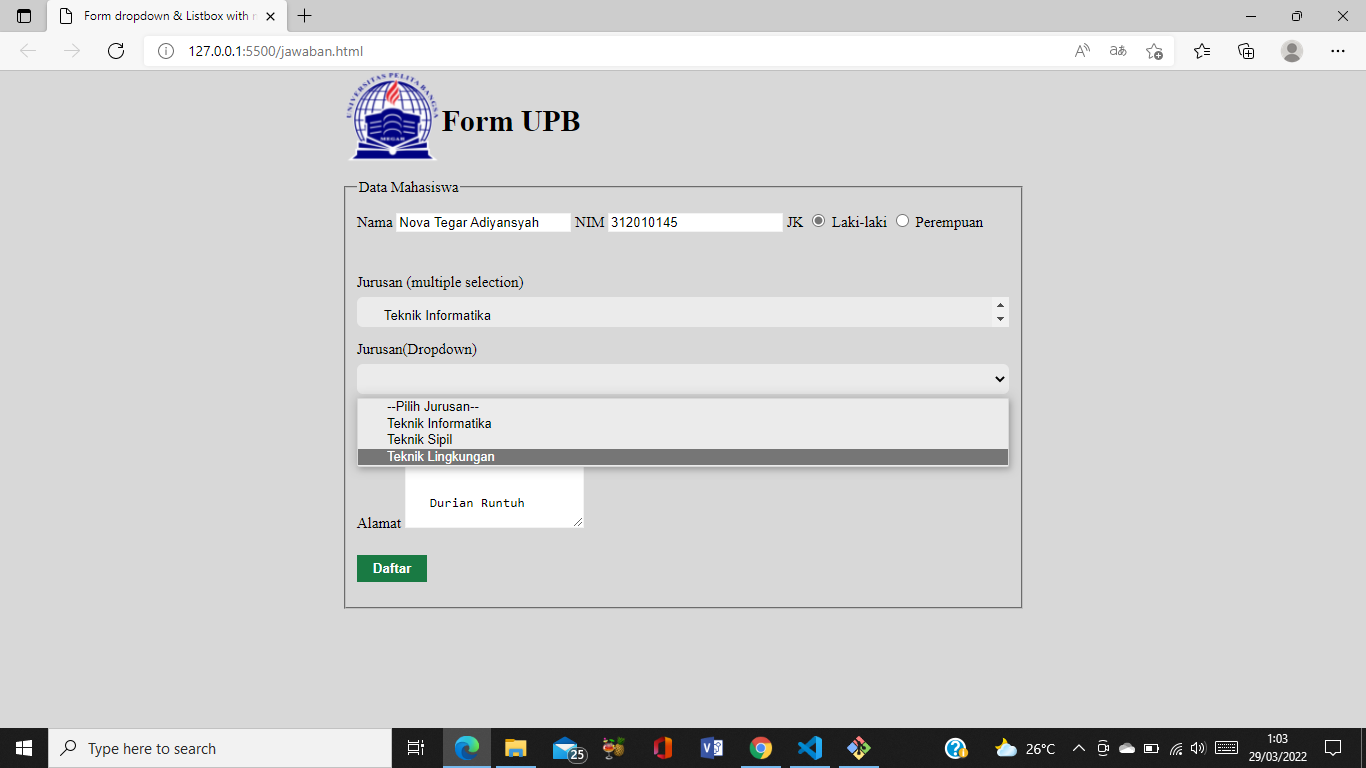 Form dropdown & Listbox with
127.0.0.1:5500/jawaban.html
UNIVERSITAS PELITA BANGSA
Form UPB
Data Mahasiswa
Nama Nova Tegar Adiyansyah NIM 312010145 JK Laki-laki Perempuan
Jurusan (multiple selection)
Teknik Informatika
Jurusan(Dropdown)
--Pilih Jurusan--
Teknik Informatika
Teknik Sipil
Teknik Lingkungan
Durian Runtuh
Alamat
Daftar
Type here to search
25
26°C
1:03
29/03/2022